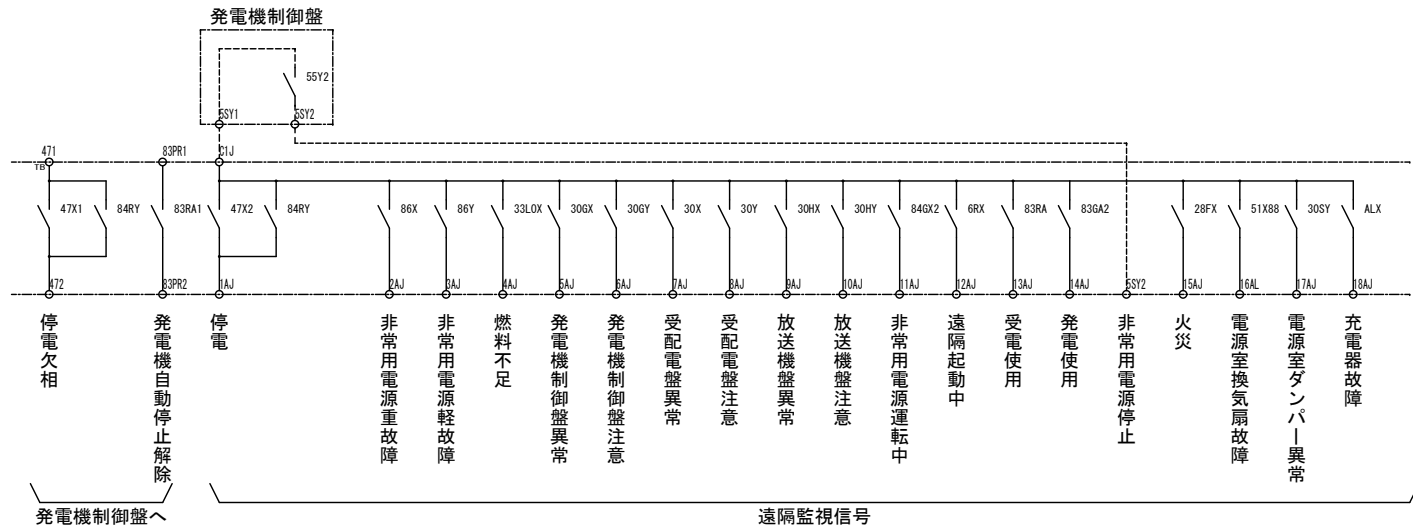 発電機制御盤
55Y2
5SY1
5SY2
471
83PR1
C1J
TB
47X1
84RY
83RA1
47X2
84RY
86X
86Y
33LOX
30GX
30GY
30X
30Y
30HX
30HY
84GX2
6RX
83RA
83GA2
28FX
51X88
30SY
ALX
472
83PR2
1AJ
2AJ
3AJ
4AJ
5AJ
6AJ
7AJ
8AJ
9AJ
10AJ
11AJ
12AJ
13AJ
14AJ
5SY2
15AJ
16AL
17AJ
18AJ
停電欠相
発電機自動停止解除
停電
非常用電源重故障
非常用電源軽故障
燃料不足
発電機制御盤異常
発電機制御盤注意
受配電盤異常
受配電盤注意
放送機盤異常
放送機盤注意
非常用電源運転中
遠隔起動中
受電使用
発電使用
非常用電源停止
火災
電源室換気扇故障
電源室ダンパー異常
充電器故障
発電機制御盤へ
遠隔監視信号